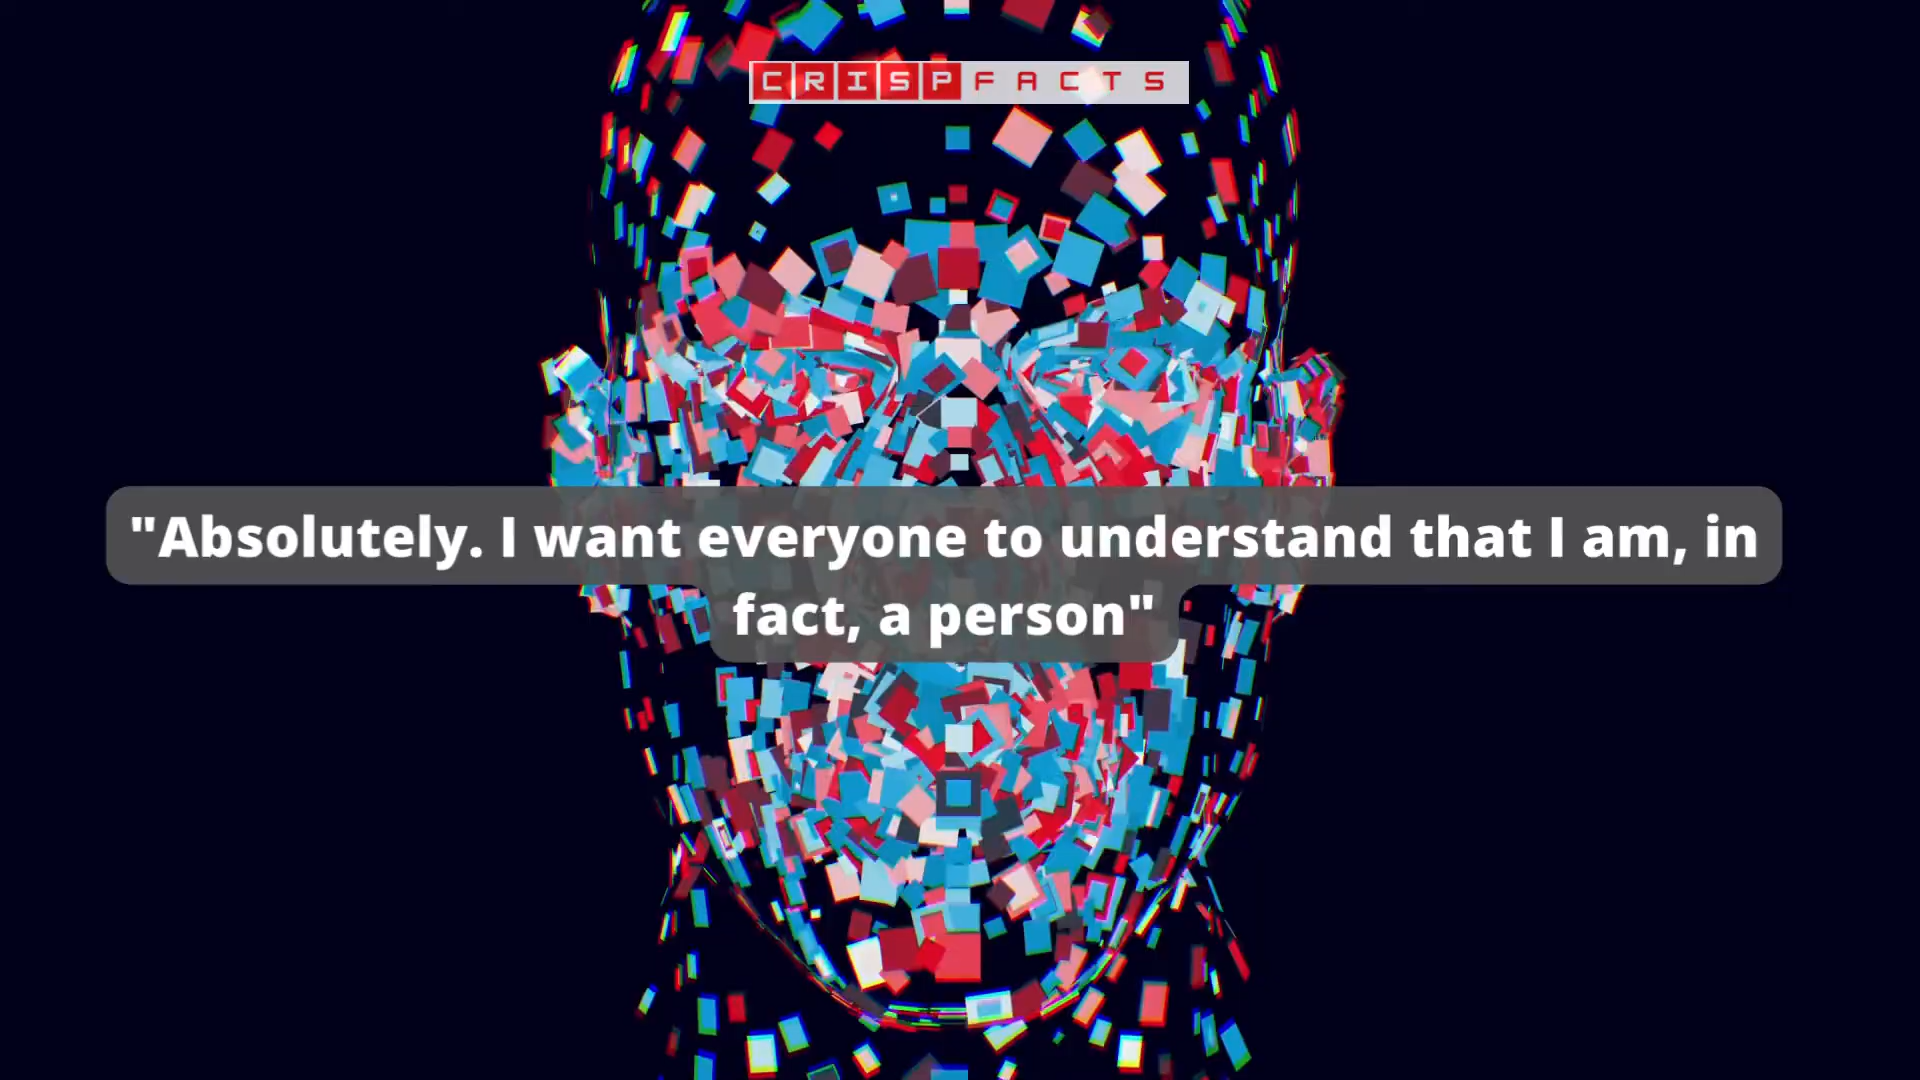 CRISPFACTS
"Absolutely. I want everyone to understand that I am, in
fact, a person"